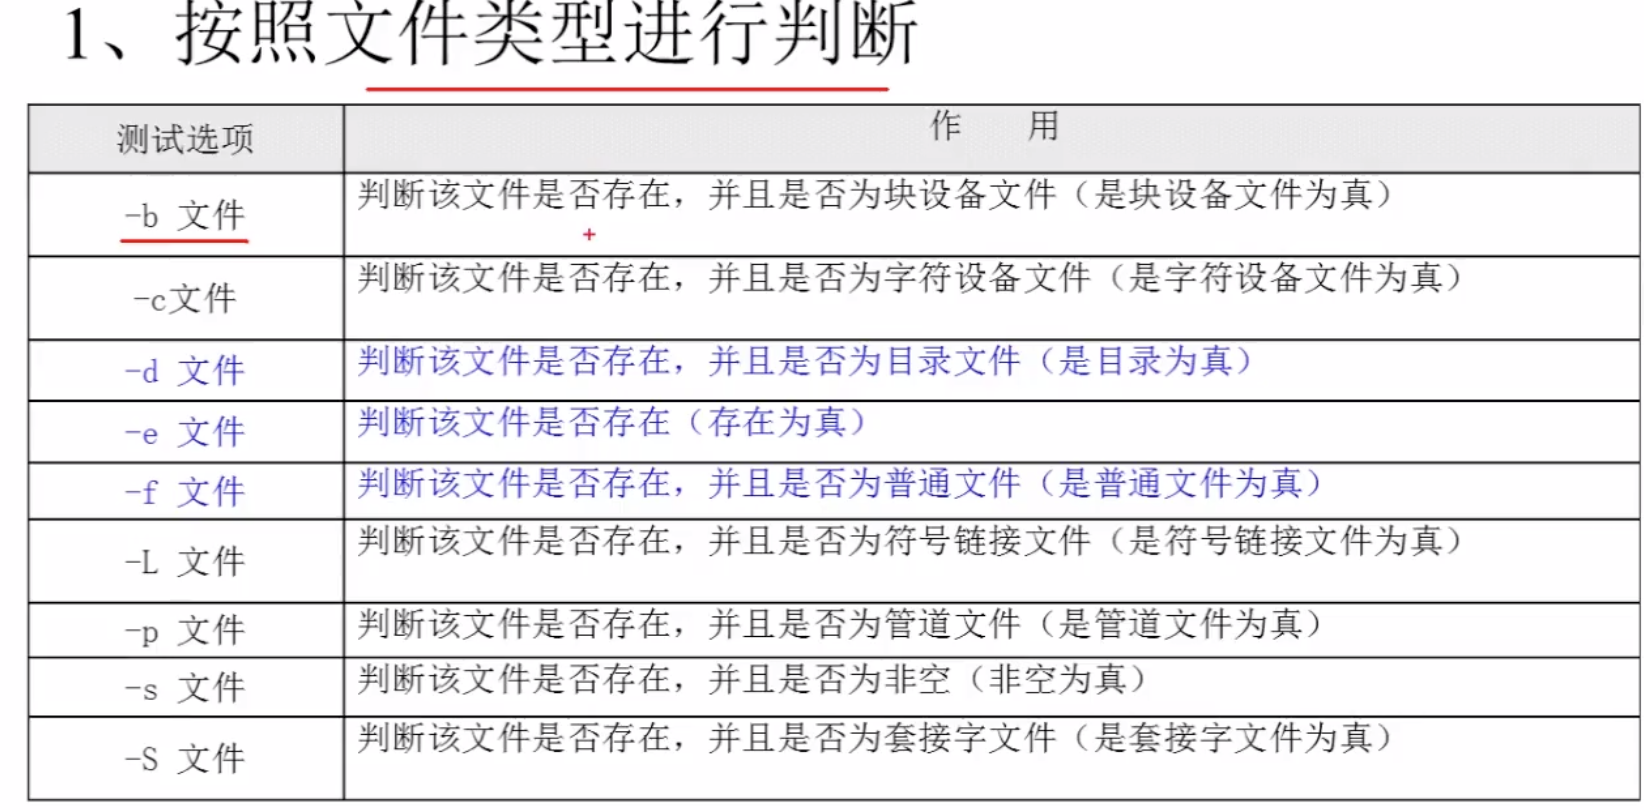 1、按照文件类型进行判断
测试选项 作 用
-b 文件 判断该文件是否存在，并且是否为块设备文件（是块设备文件为真）
-c文件 判断该文件是否存在，并且是否为字符设备文件（是字符设备文件为真）
-d 文件 判断该文件是否存在，并且是否为目录文件（是目录为真）
-e 文件 判断该文件是否存在（存在为真）
-f 文件 判断该文件是否存在，并且是否为普通文件（是普通文件为真）
-L 文件 判断该文件是否存在，并且是否为符号链接文件（是符号链接文件为真）
-p 文件 判断该文件是否存在，并且是否为管道文件（是管道文件为真）
-s 文件 判断该文件是否存在，并且是否为非空（非空为真）
-S 文件 判断该文件是否存在，并且是否为套接字文件（是套接字文件为真）